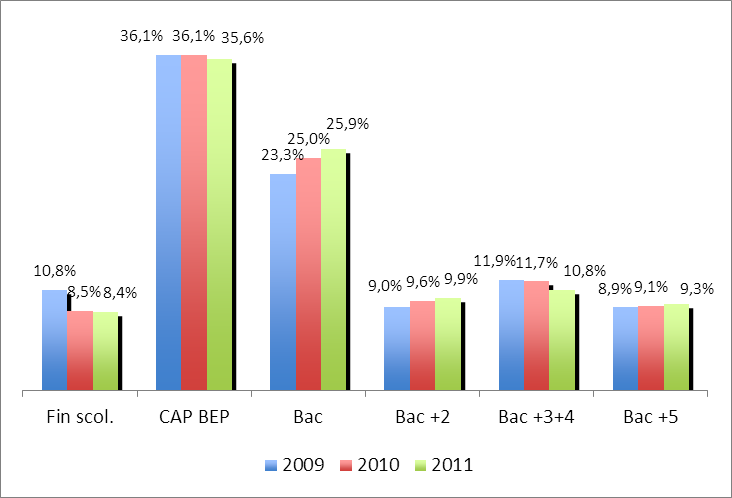 36,1% 36,1% 35,6%
25,9%
25,0%
23,3%
10,8%
8,5% 8,4%
9,0% 9,6% 9,9%
11,9% 11,7% 10,8%
8,9% 9,1% 9,3%
Fin scol. CAP BEP Bac Bac +2 Bac +3+4 Bac +5
2009 2010 2011